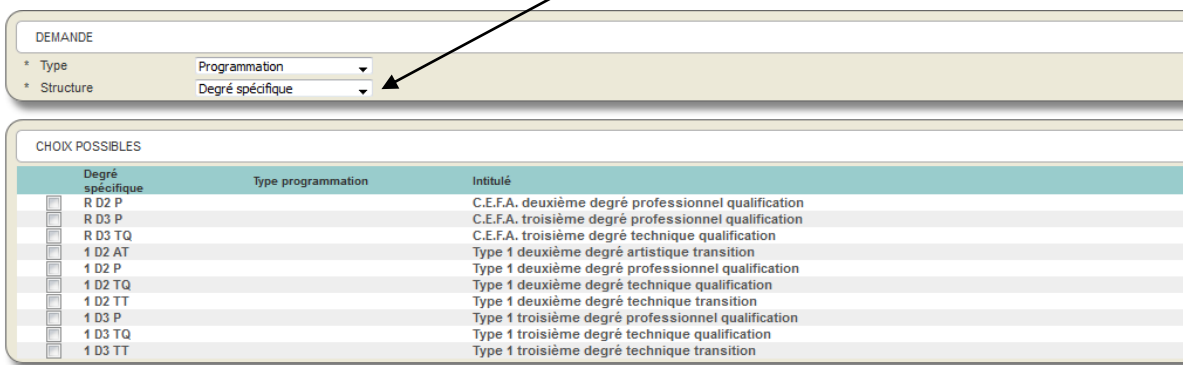 DEMANDE
* Type Programmation
* Structure Degré spécifique
CHOIX POSSIBLES
Degré spécifique Type programmation Intitulé
R D2 P C.E.F.A. deuxième degré professionnel qualification
R D3 P C.E.F.A. troisième degré professionnel qualification
R D3 TQ C.E.F.A. troisième degré technique qualification
1 D2 AT Type 1 deuxième degré artistique transition
1 D2 P Type 1 deuxième degré professionnel qualification
1 D2 TQ Type 1 deuxième degré technique qualification
1 D2 TT Type 1 deuxième degré technique transition
1 D3 P Type 1 troisième degré professionnel qualification
1 D3 TQ Type 1 troisième degré technique qualification
1 D3 TT Type 1 troisième degré technique transition